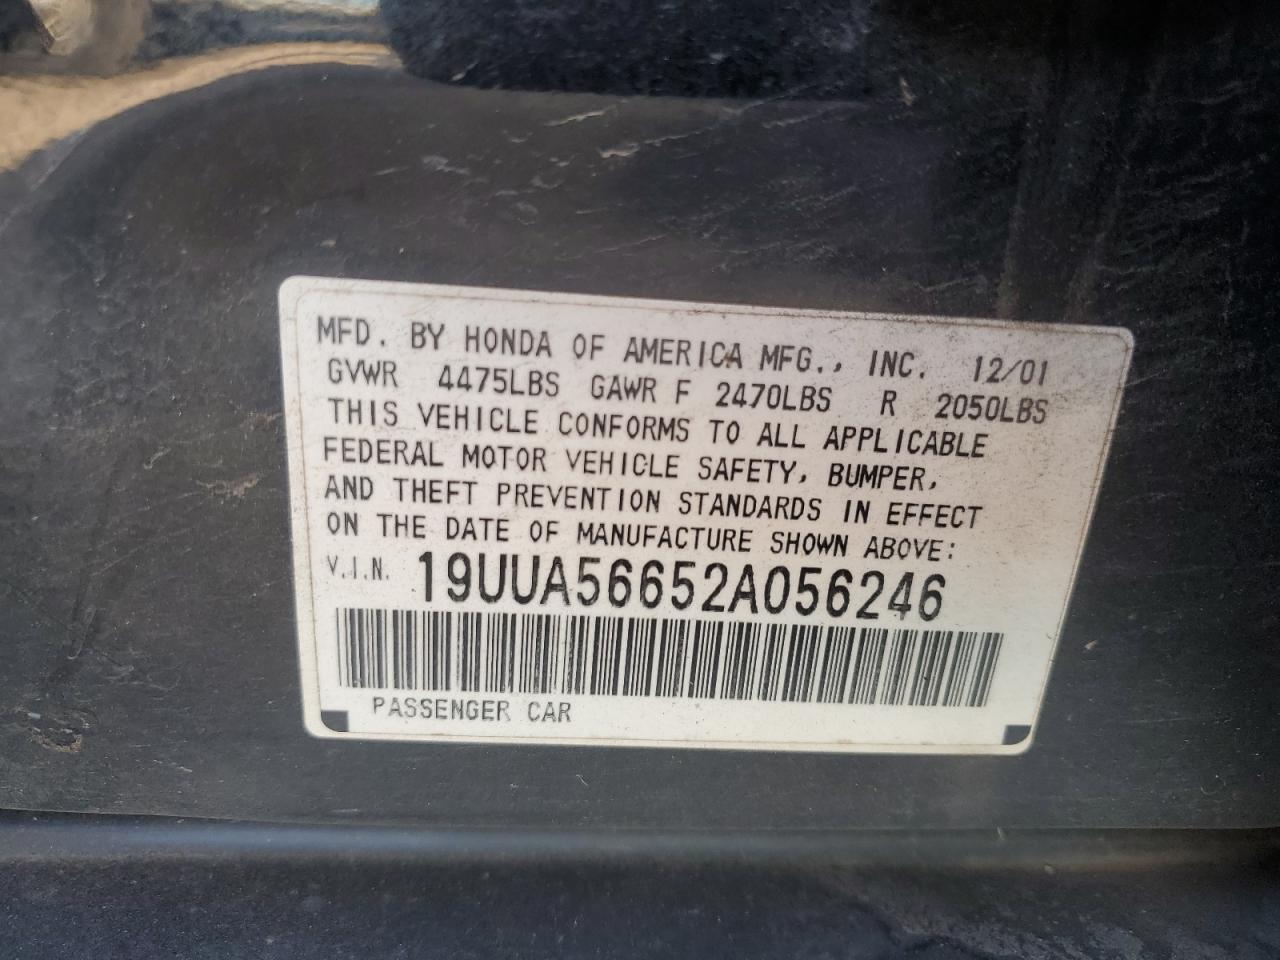 MFD. BY HONDA OF AMERICA MFG., INC. 12/01
GVWR 4475LBS GAWR F 2470LBS R 2050LBS
THIS VEHICLE CONFORMS TO ALL APPLICABLE
FEDERAL MOTOR VEHICLE SAFETY, BUMPER,
AND THEFT PREVENTION STANDARDS IN EFFECT
ON THE DATE OF MANUFACTURE SHOWN ABOVE:
V.I.N. 19UUA56652A056246
PASSENGER CAR